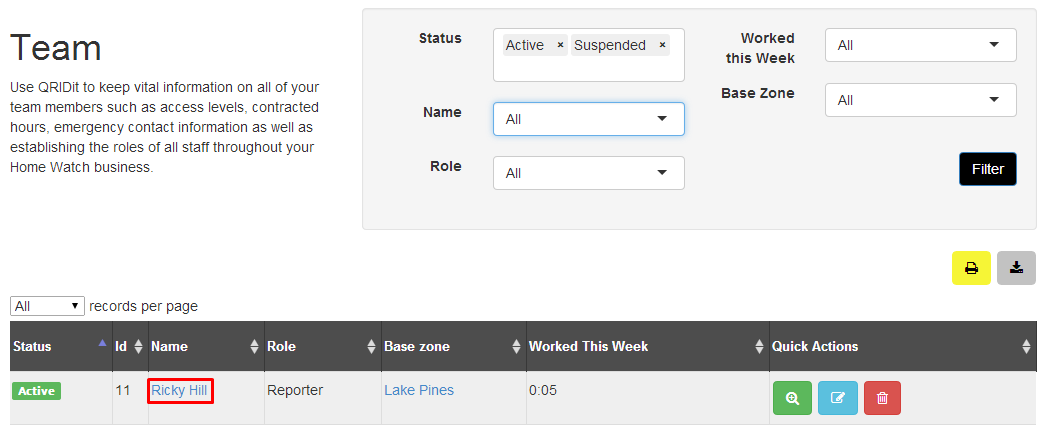 Team
Use QRIDit to keep vital information on all of your
team members such as access levels, contracted
hours, emergency contact information as well as
establishing the roles of all staff throughout your
Home Watch business.
Status
Active × Suspended ×
Name
All
Role
All
Worked
this Week
All
Base Zone
All
Filter
All records per page
Status Id Name Role Base zone Worked This Week Quick Actions
Active 11 Ricky Hill Reporter Lake Pines 0:05